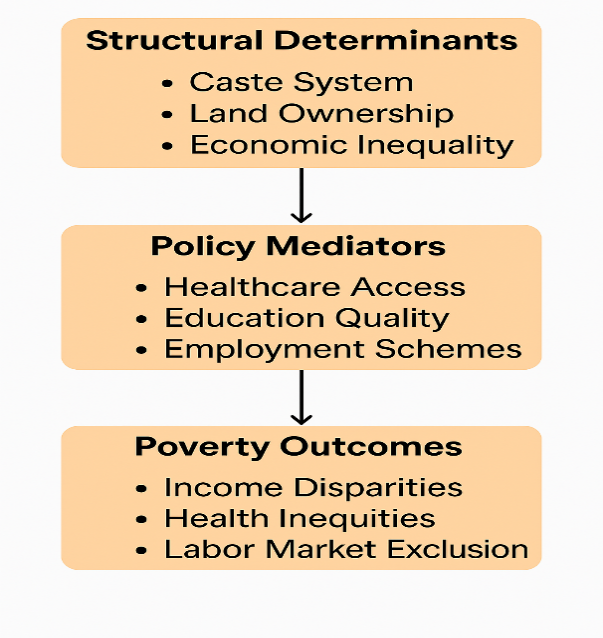 Structural Determinants
• Caste System
• Land Ownership
• Economic Inequality
Policy Mediators
• Healthcare Access
• Education Quality
• Employment Schemes
Poverty Outcomes
• Income Disparities
• Health Inequities
• Labor Market Exclusion